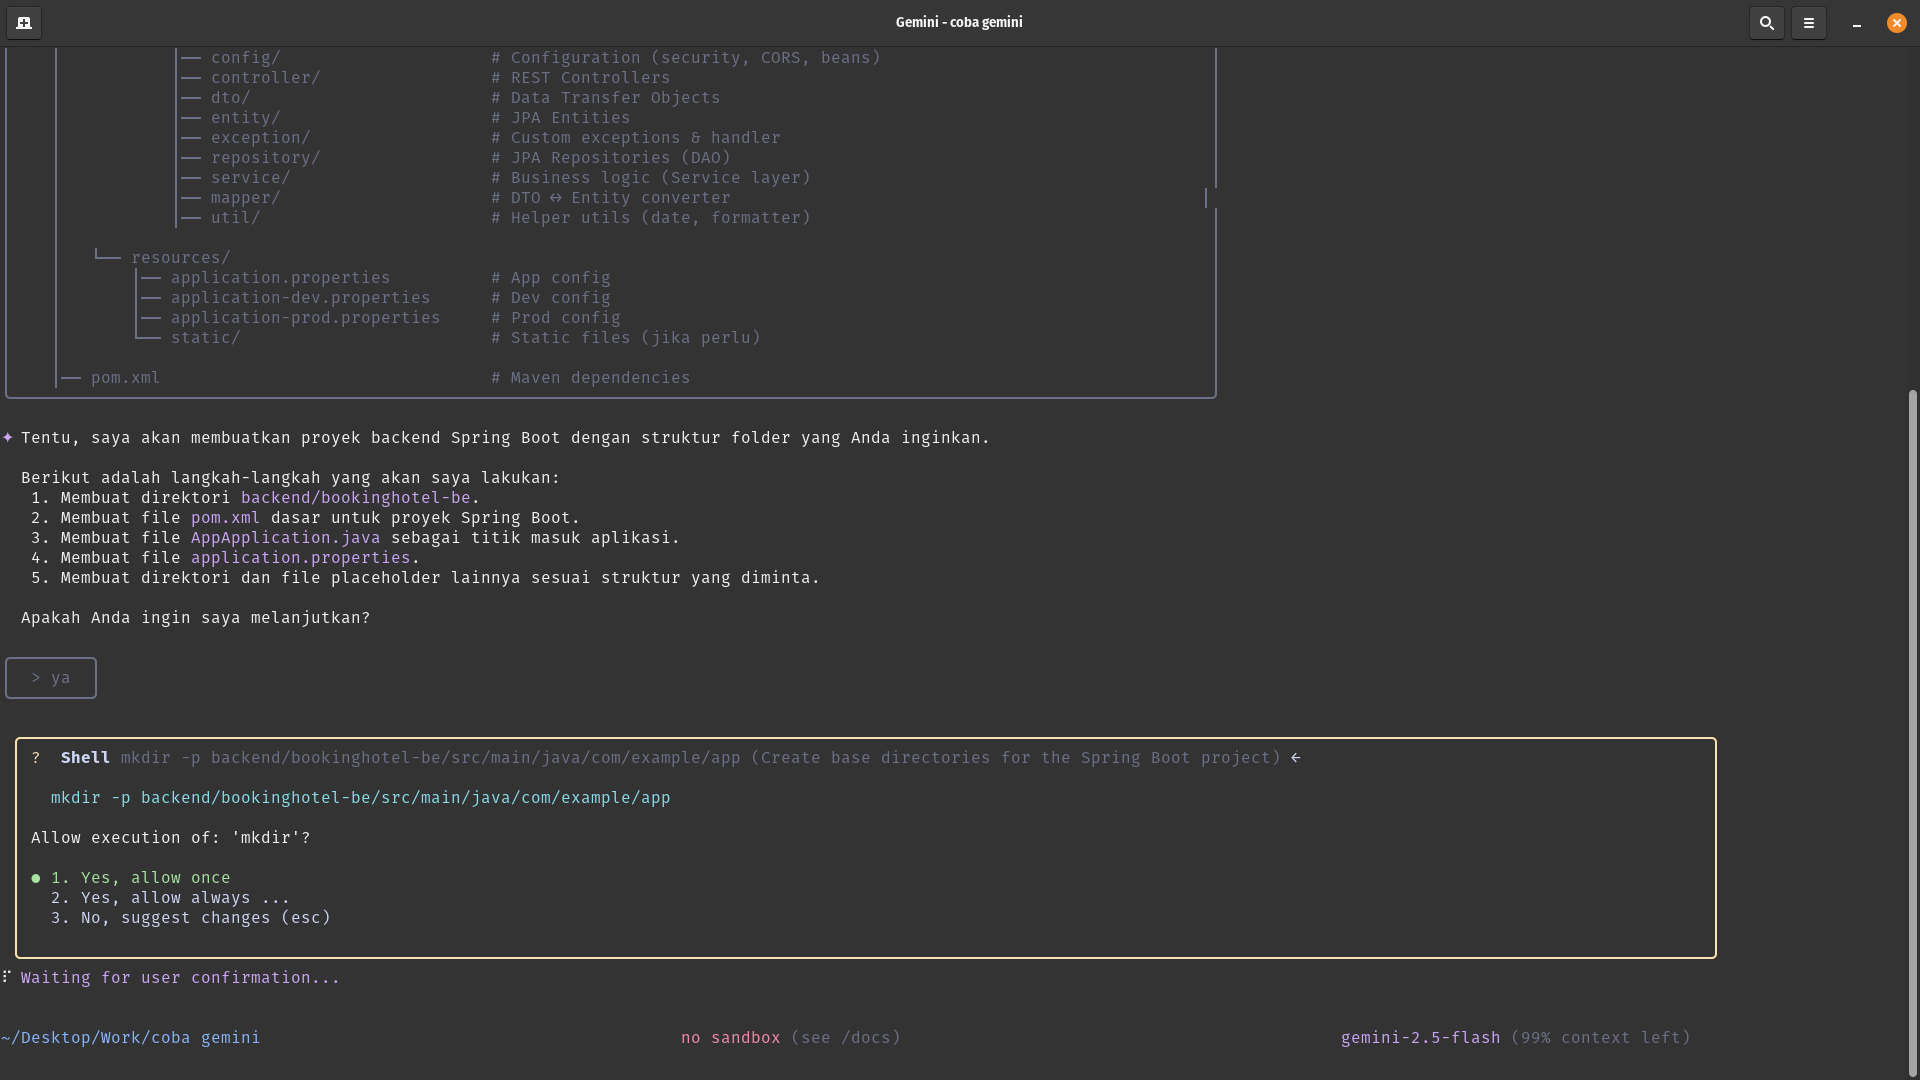 Gemini - coba gemini
├── config/ # Configuration (security, CORS, beans)
├── controller/ # REST Controllers
├── dto/ # Data Transfer Objects
├── entity/ # JPA Entities
├── exception/ # Custom exceptions & handler
├── repository/ # JPA Repositories (DAO)
├── service/ # Business logic (Service layer)
├── mapper/ # DTO ↔ Entity converter
├── util/ # Helper utils (date, formatter)
└── resources/
├── application.properties # App config
├── application-dev.properties # Dev config
├── application-prod.properties # Prod config
└── static/ # Static files (jika perlu)
├── pom.xml # Maven dependencies
✦ Tentu, saya akan membuatkan proyek backend Spring Boot dengan struktur folder yang Anda inginkan.
Berikut adalah langkah-langkah yang akan saya lakukan:
1. Membuat direktori backend/bookinghotel-be.
2. Membuat file pom.xml dasar untuk proyek Spring Boot.
3. Membuat file AppApplication.java sebagai titik masuk aplikasi.
4. Membuat file application.properties.
5. Membuat direktori dan file placeholder lainnya sesuai struktur yang diminta.
Apakah Anda ingin saya melanjutkan?
> ya
? Shell mkdir -p backend/bookinghotel-be/src/main/java/com/example/app (Create base directories for the Spring Boot project) ←
mkdir -p backend/bookinghotel-be/src/main/java/com/example/app
Allow execution of: 'mkdir'?
● 1. Yes, allow once
2. Yes, allow always ...
3. No, suggest changes (esc)
⠏ Waiting for user confirmation...
~/Desktop/Work/coba gemini no sandbox (see /docs) gemini-2.5-flash (99% context left)